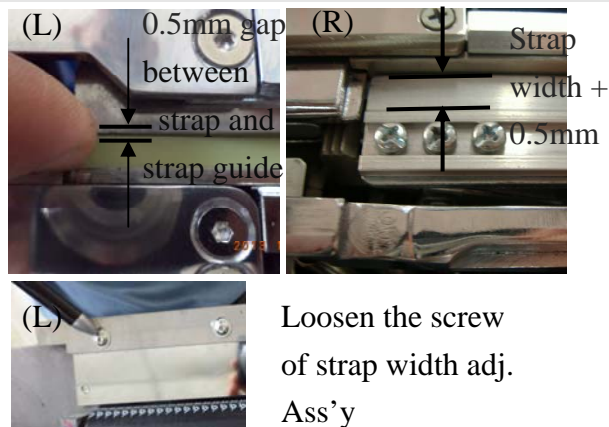 (L)
0.5mm gap
between
strap and
strap guide
(R)
Strap
width +
0.5mm
(L)
Loosen the screw
of strap width adj.
Ass'y